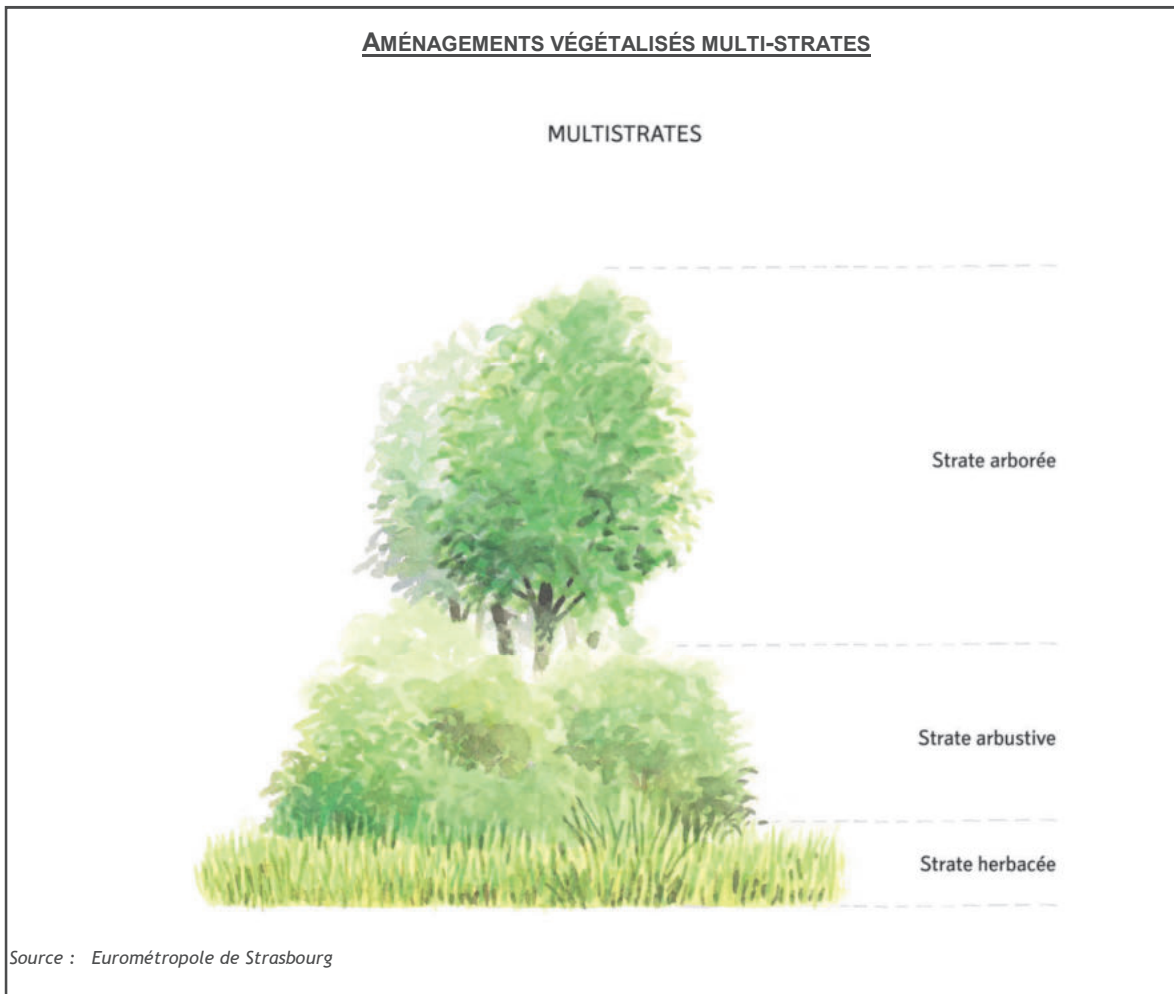 AMÉNAGEMENTS VÉGÉTALISÉS MULTI-STRATES
MULTISTRATES
Strate arborée
Strate arbustive
Strate herbacée
Source : Eurométropole de Strasbourg